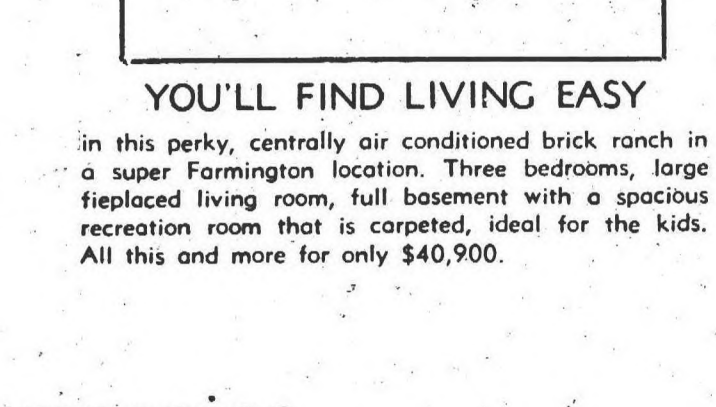 YOU'LL FIND LIVING EASY
in this perky, centrally air conditioned brick ranch in
a super Farmington location. Three bedrooms, large
fieplaced living room, full basement with a spacious
recreation room that is carpeted, ideal for the kids.
All this and more for only $40,900.